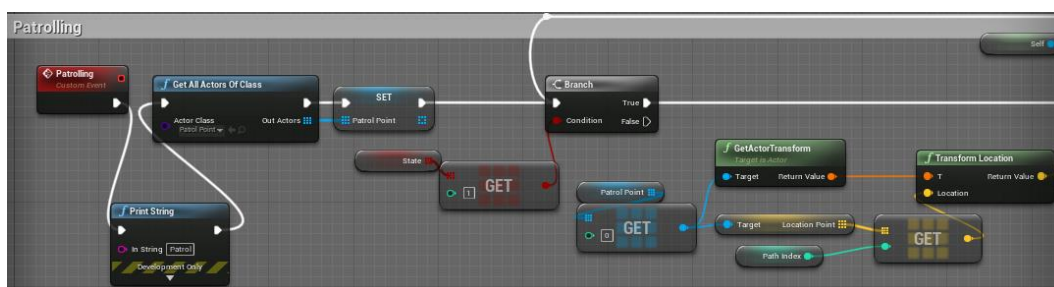 Patrolling
Self
Patrolling
Custom Event
f Get All Actors Of Class
Actor Class
Patrol Point
Out Actors
SET
Patrol Point
Branch
True
Condition
False
State
1
GET
f Print String
In String Patrol
Development Only
Patrol Point
0
GET
f GetActorTransform
Target is Actor
Target
Return Value
Target
Location Point
Path Index
GET
f Transform Location
T
Return Value
Location